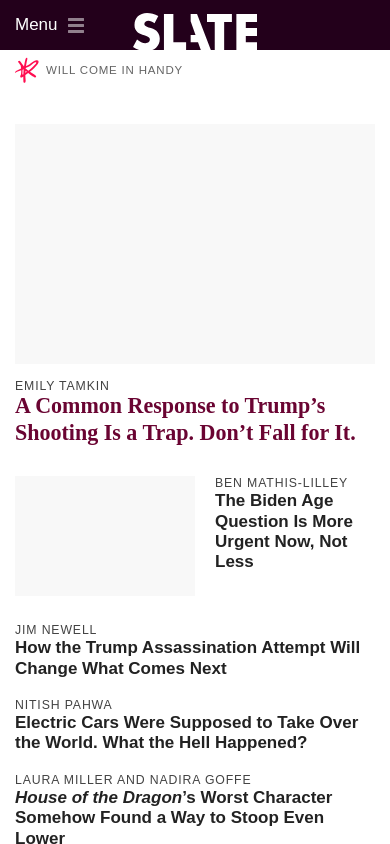 Menu
SLATE
WILL COME IN HANDY
EMILY TAMKIN
A Common Response to Trump’s
Shooting Is a Trap. Don’t Fall for It.
BEN MATHIS-LILLEY
The Biden Age
Question Is More
Urgent Now, Not
Less
JIM NEWELL
How the Trump Assassination Attempt Will
Change What Comes Next
NITISH PAHWA
Electric Cars Were Supposed to Take Over
the World. What the Hell Happened?
LAURA MILLER AND NADIRA GOFFE
House of the Dragon’s Worst Character
Somehow Found a Way to Stoop Even
Lower